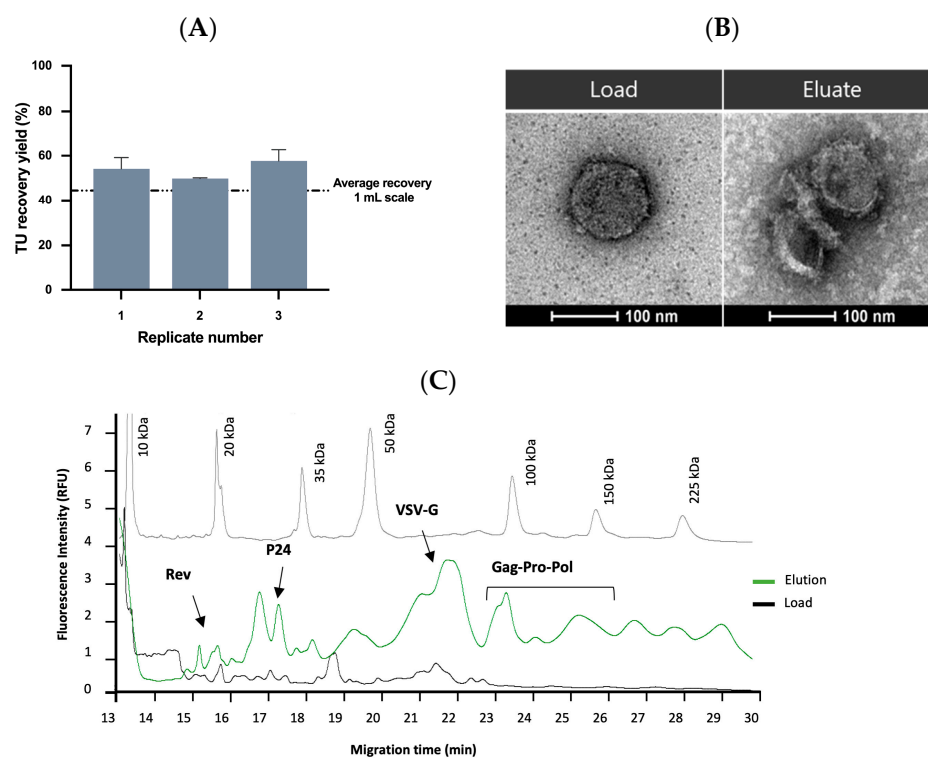 (A)
100
80
60
40
20
0
TU recovery yield (%)
Average recovery
1 mL scale
1
2
3
Replicate number
(B)
Load
Eluate
100 nm
100 nm
(C)
7
6
5
4
3
2
1
0
Fluorescence Intensity (RFU)
10 kDa
20 kDa
35 kDa
50 kDa
100 kDa
150 kDa
225 kDa
Rev
P24
VSV-G
Gag-Pro-Pol
Elution
Load
13
14
15
16
17
18
19
20
21
22
23
24
25
26
27
28
29
30
Migration time (min)